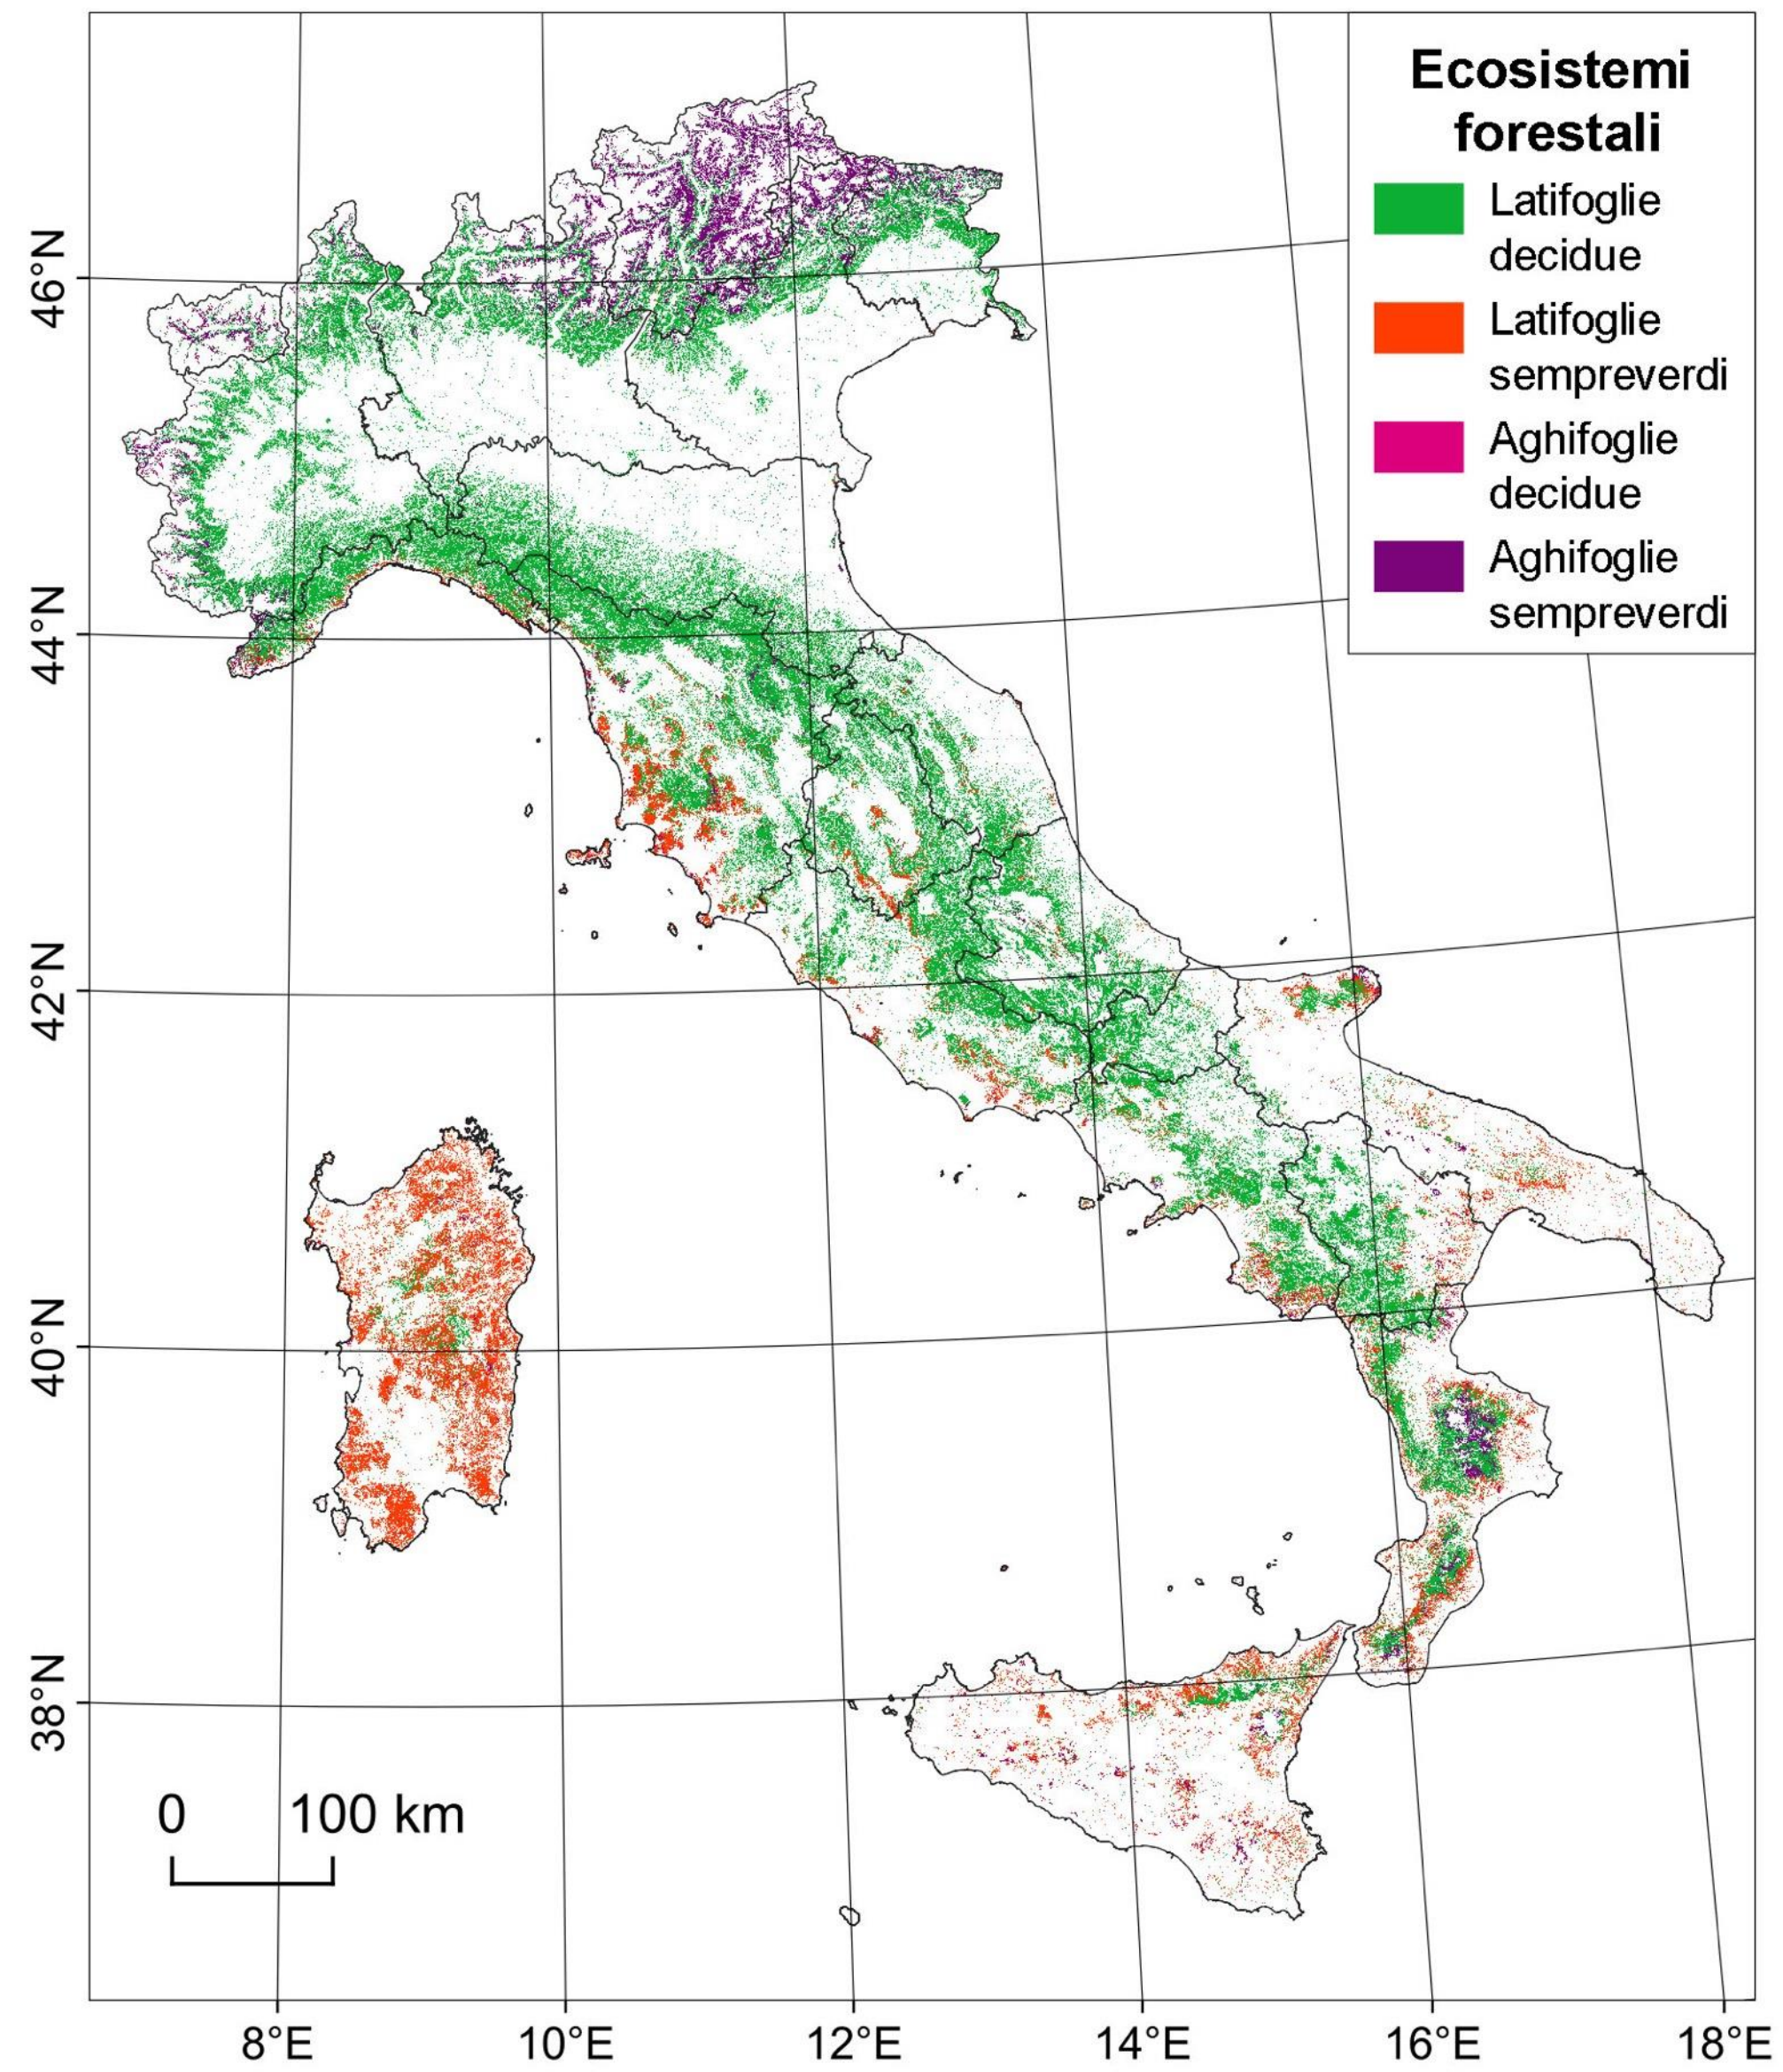 Ecosistemi
forestali
Latifoglie
decidue
Latifoglie
sempreverdi
Aghifoglie
decidue
Aghifoglie
sempreverdi
46°N
44°N
42°N
40°N
38°N
0 100 km
8°E 10°E 12°E 14°E 16°E 18°E